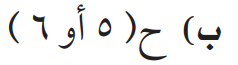 ب) ح( ٥ أو ٦ )